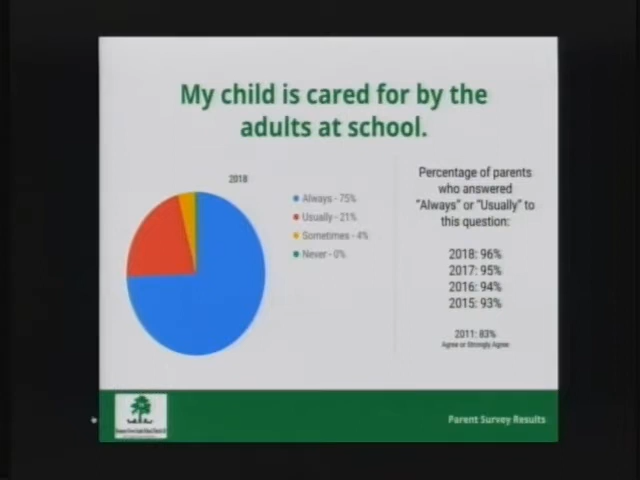 My child is cared for by the
adults at school.
2018
Always - 75%
Usually - 21%
Sometimes - 4%
Never - 0%
Percentage of parents
who answered
"Always" or "Usually" to
this question:
2018: 96%
2017: 95%
2016: 94%
2015: 93%
2011: 83%
Agree or Strongly Agree
Parent Survey Results